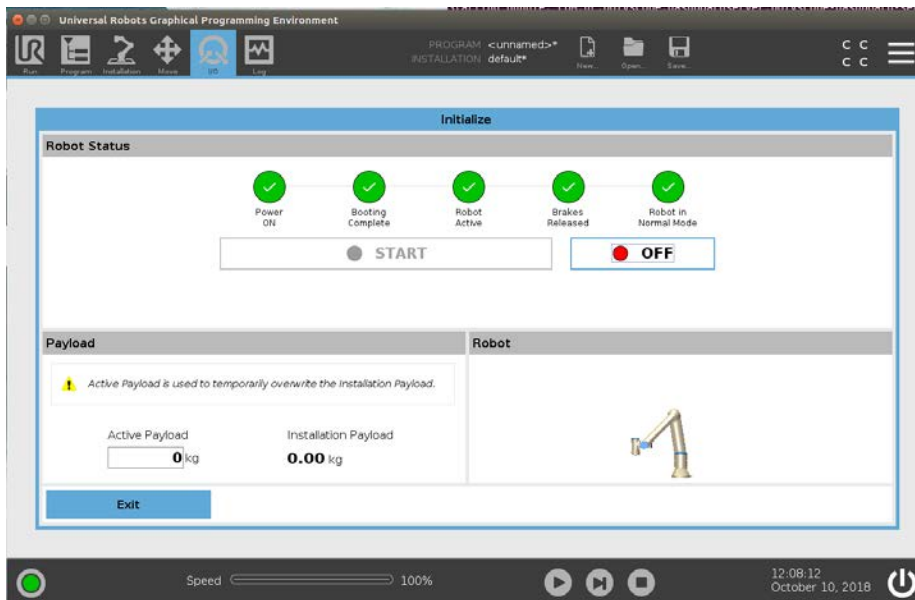 Universal Robots Graphical Programming Environment
Run
Program
Installation
Move
I/O
Log
PROGRAM <unnamed>*
INSTALLATION default*
New...
Open...
Save...
C C
C C
Initialize
Robot Status
Power ON
Booting Complete
Robot Active
Brakes Released
Robot in Normal Mode
START
OFF
Payload
Robot
Active Payload is used to temporarily overwrite the Installation Payload.
Active Payload
Installation Payload
0 kg
0.00 kg
Exit
Speed
100%
12:08:12
October 10, 2018